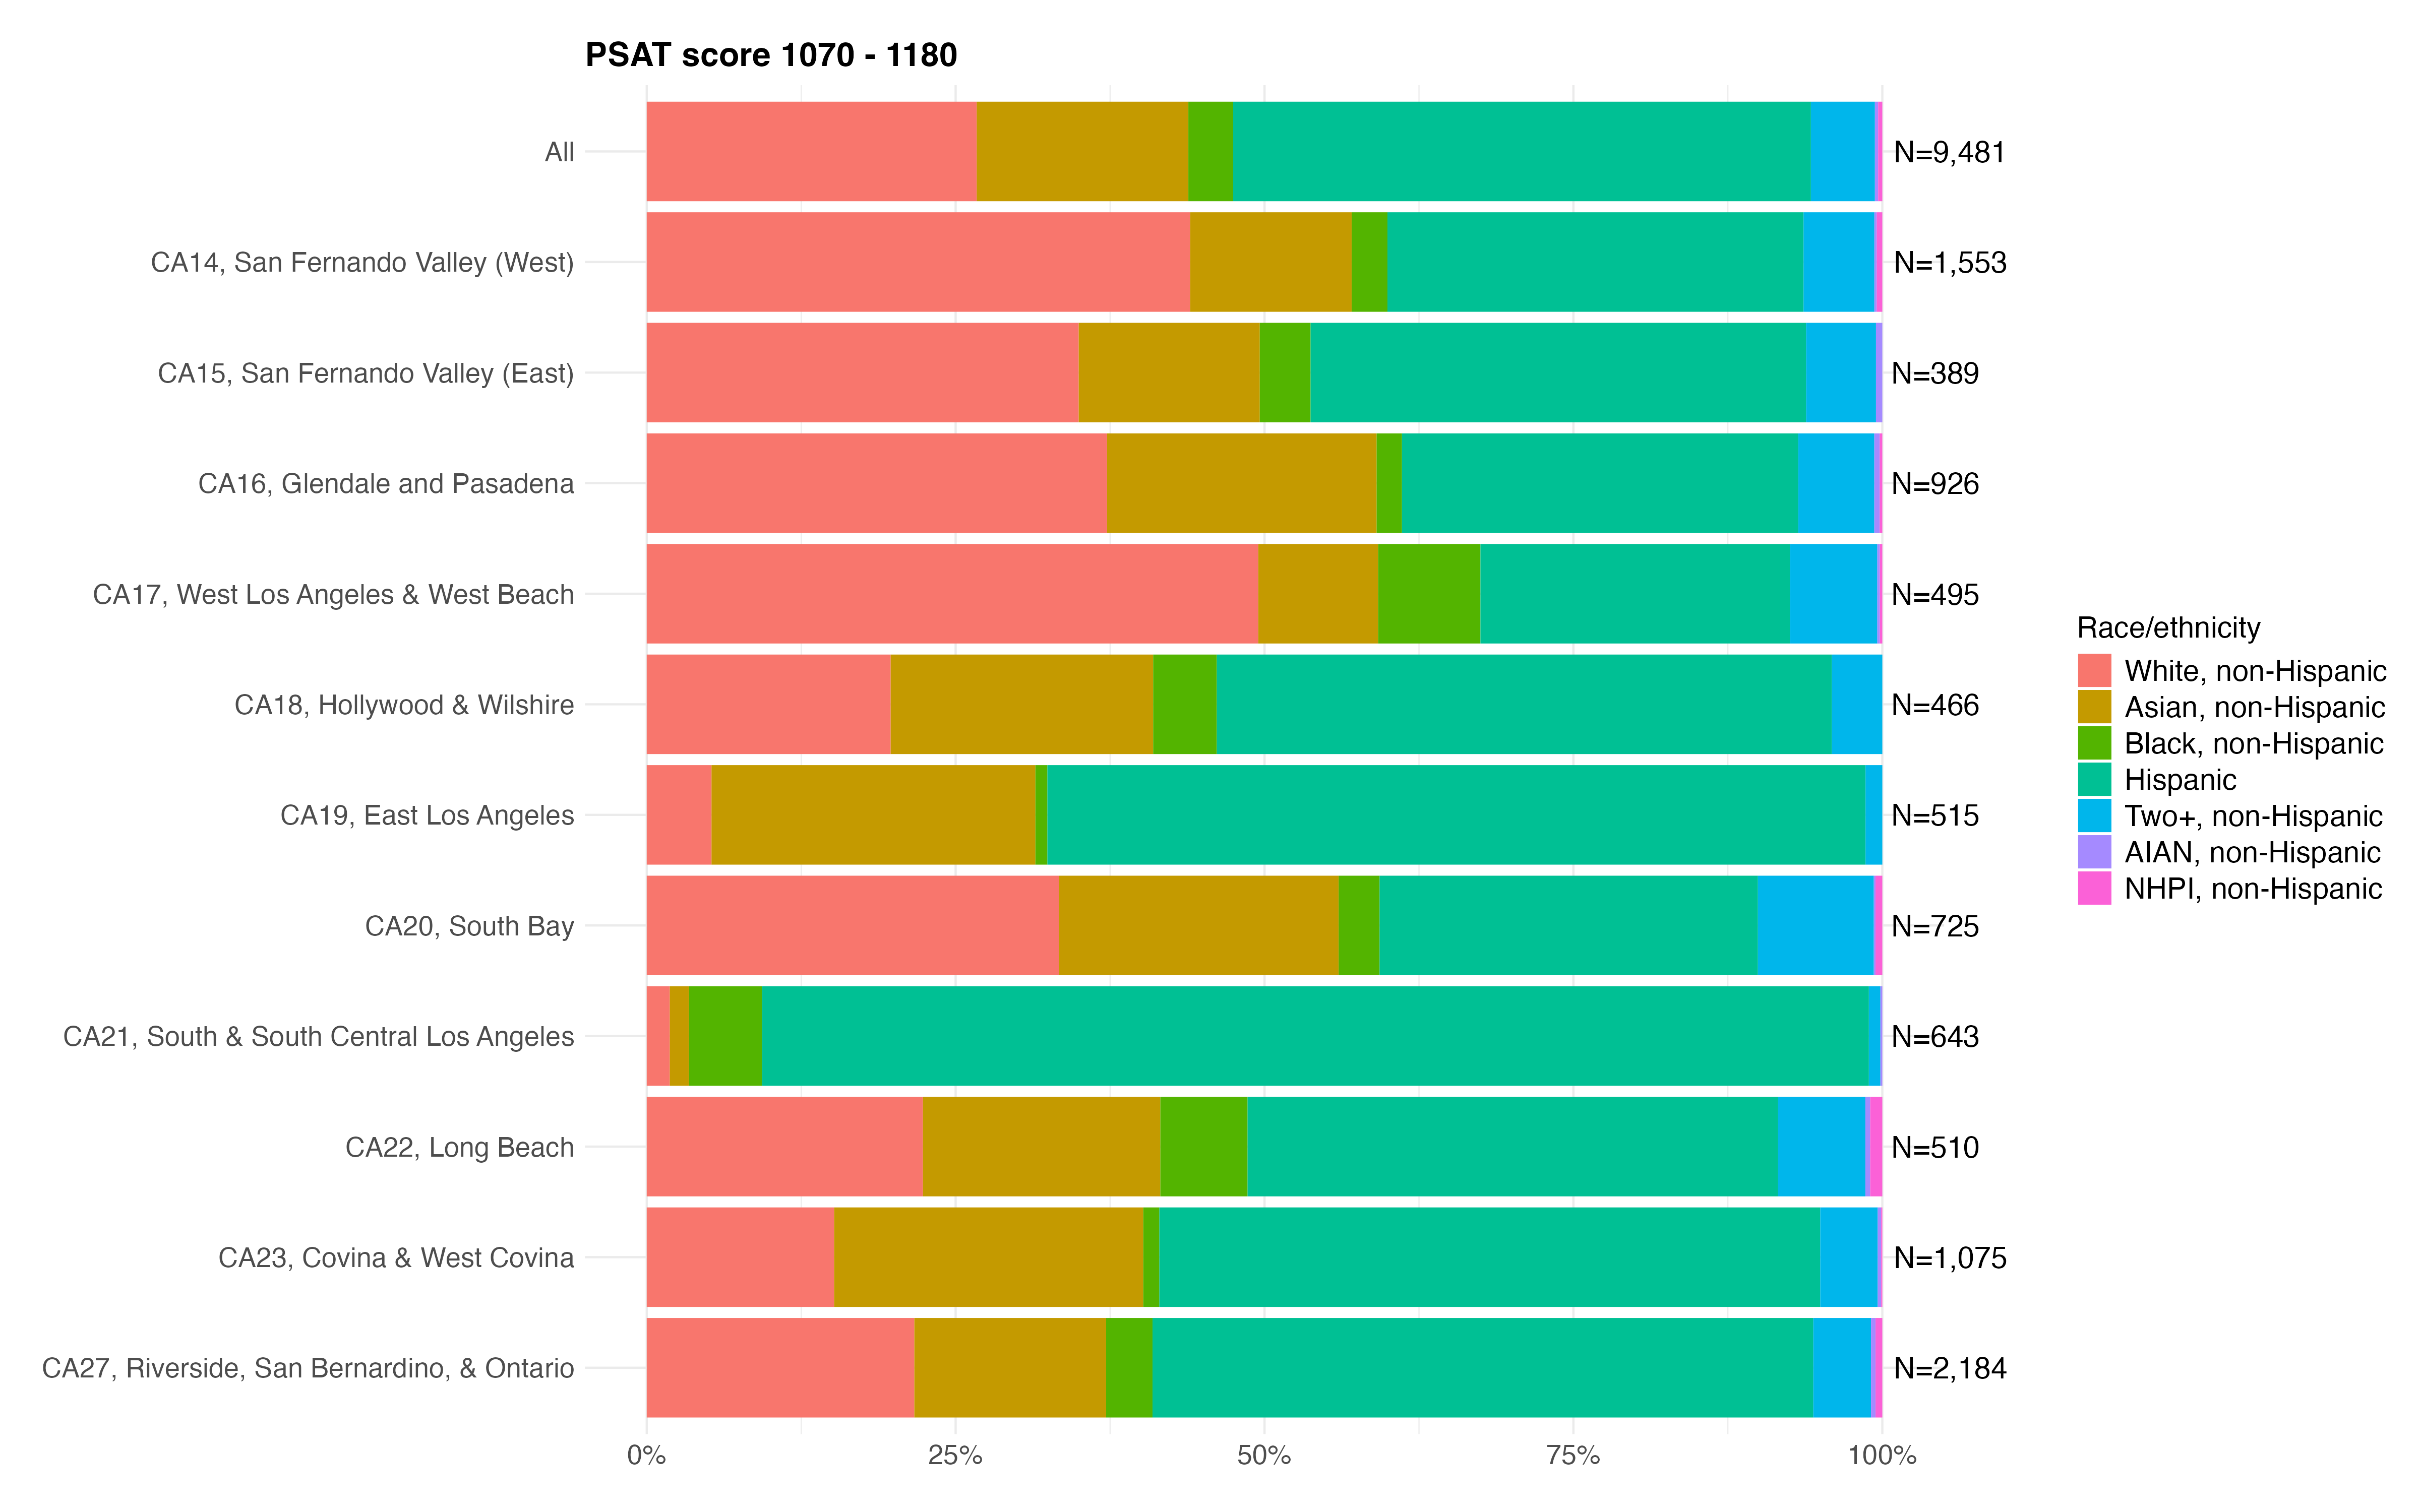 PSAT score 1070 - 1180
All
N=9,481
CA14, San Fernando Valley (West)
N=1,553
CA15, San Fernando Valley (East)
N=389
CA16, Glendale and Pasadena
N=926
CA17, West Los Angeles & West Beach
N=495
CA18, Hollywood & Wilshire
N=466
CA19, East Los Angeles
N=515
CA20, South Bay
N=725
CA21, South & South Central Los Angeles
N=643
CA22, Long Beach
N=510
CA23, Covina & West Covina
N=1,075
CA27, Riverside, San Bernardino, & Ontario
N=2,184
0% 25% 50% 75% 100%
Race/ethnicity
White, non-Hispanic
Asian, non-Hispanic
Black, non-Hispanic
Hispanic
Two+, non-Hispanic
AIAN, non-Hispanic
NHPI, non-Hispanic